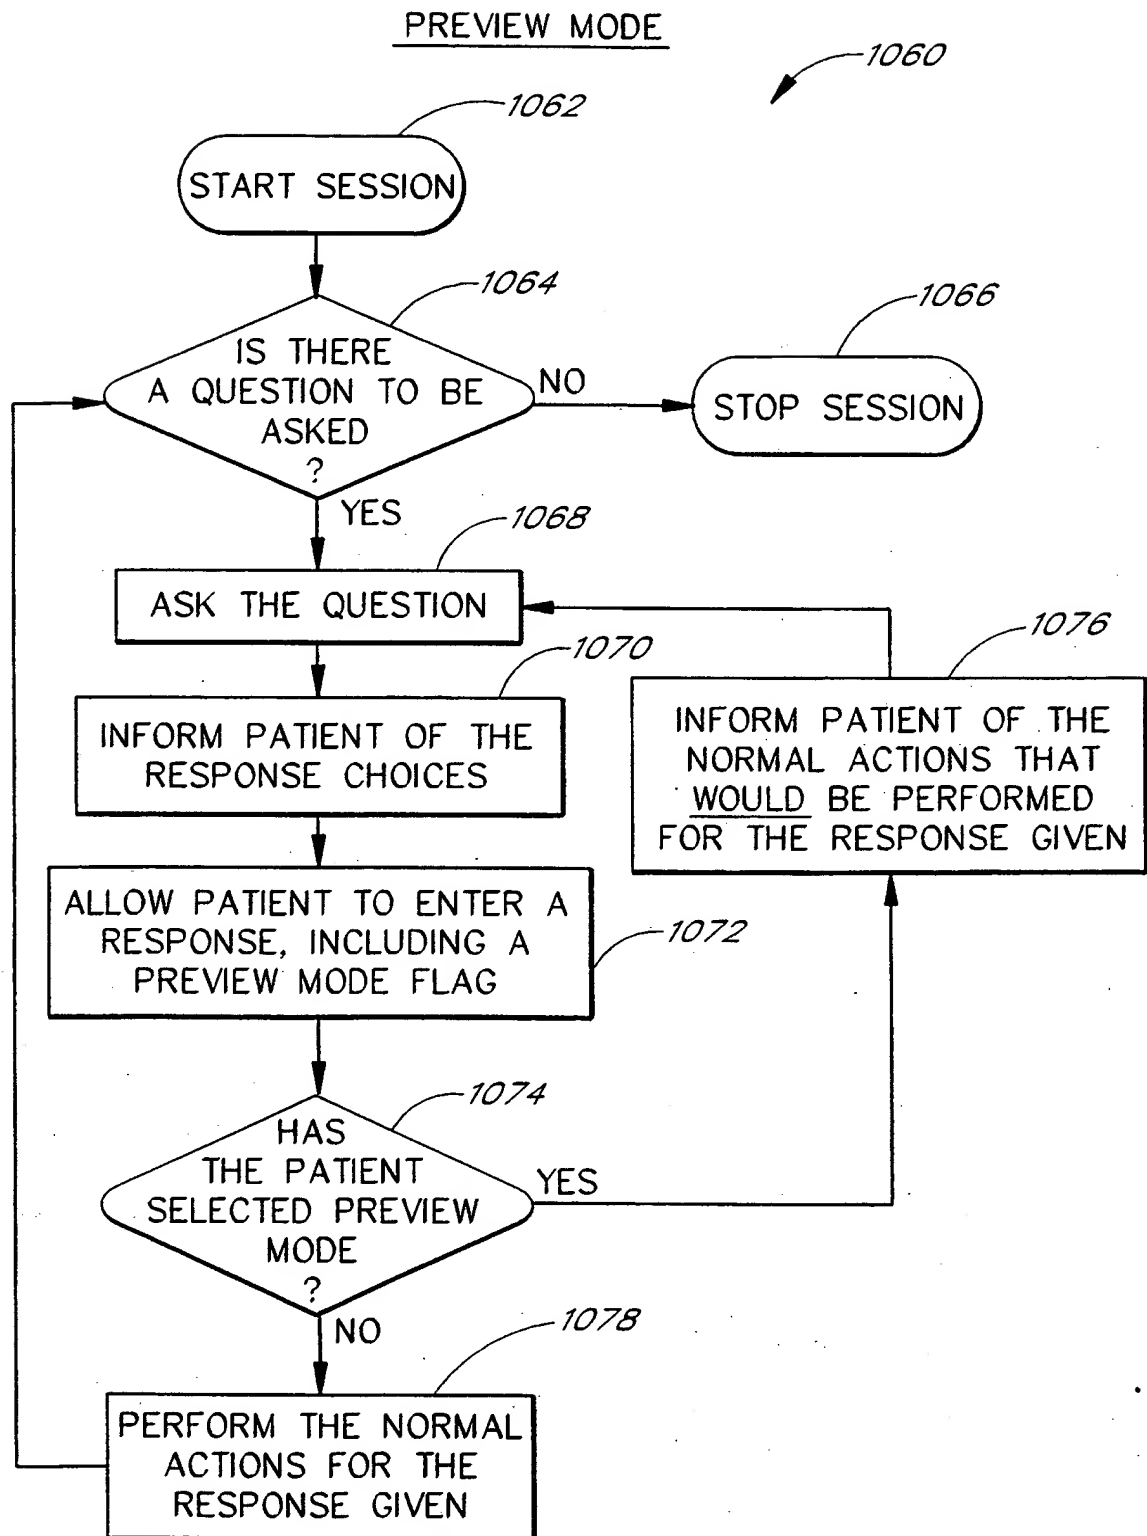 PREVIEW MODE
1060
1062
START SESSION
1064
IS THERE
A QUESTION TO BE
ASKED
?
NO
1066
STOP SESSION
YES
1068
ASK THE QUESTION
1070
INFORM PATIENT OF THE
RESPONSE CHOICES
1076
INFORM PATIENT OF THE
NORMAL ACTIONS THAT
WOULD BE PERFORMED
FOR THE RESPONSE GIVEN
ALLOW PATIENT TO ENTER A
RESPONSE, INCLUDING A
PREVIEW MODE FLAG
1072
1074
HAS
THE PATIENT
SELECTED PREVIEW
MODE
?
YES
NO
1078
PERFORM THE NORMAL
ACTIONS FOR THE
RESPONSE GIVEN